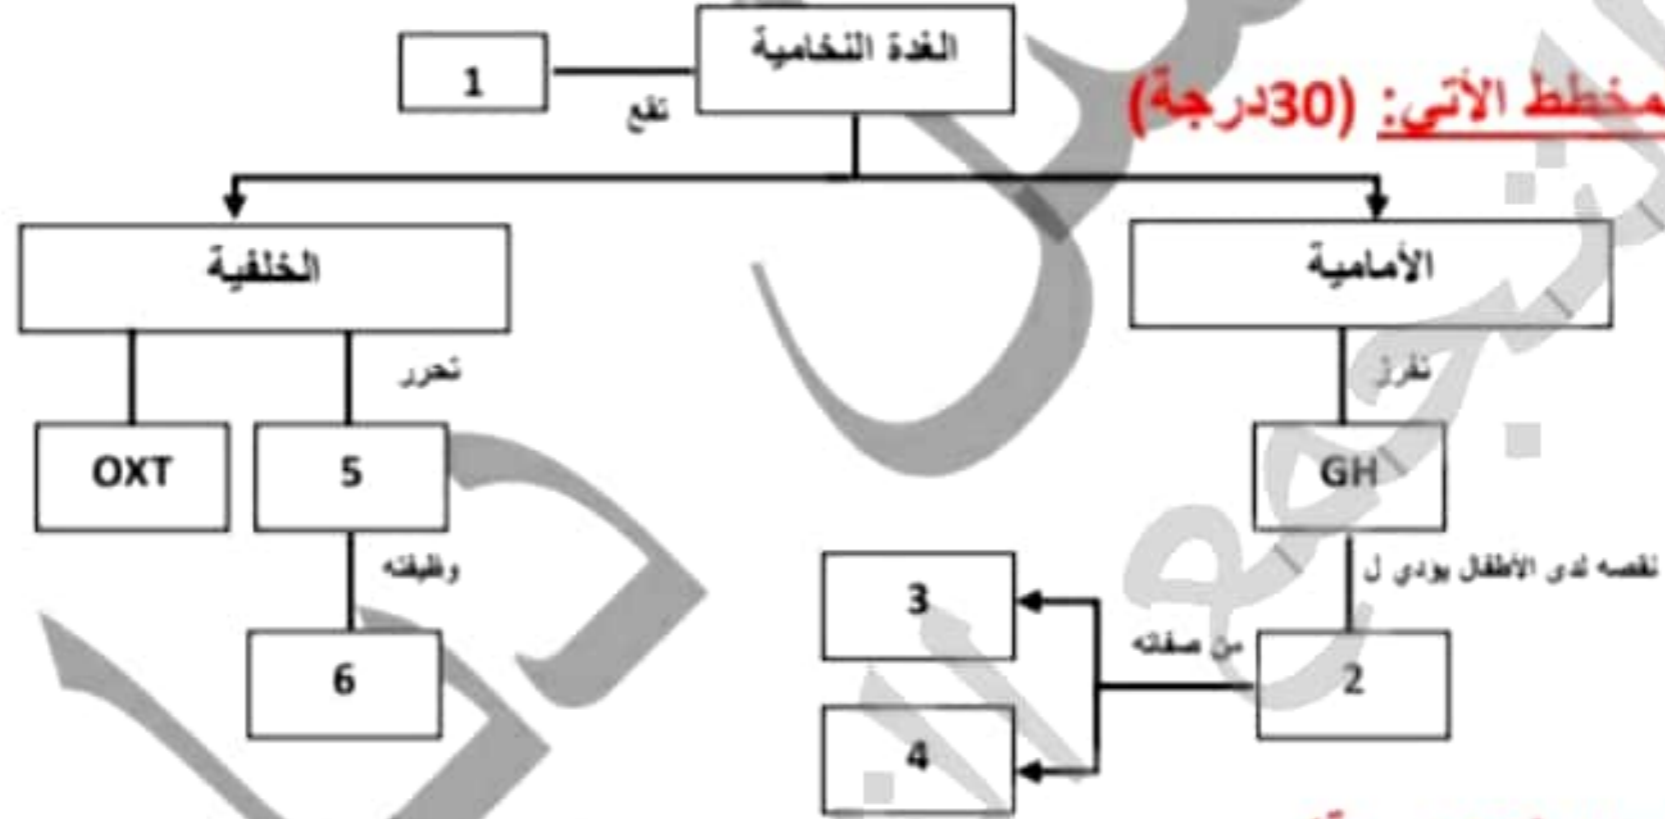 مخطط الأتي: (30درجة)
الغدة النخامية
تقع
1
الأمامية
الخلفية
تفرز
تحرر
GH
5
OXT
نقصه لدى الأطفال يؤدي ل
وظيفته
2
من صفاته
3
4
6